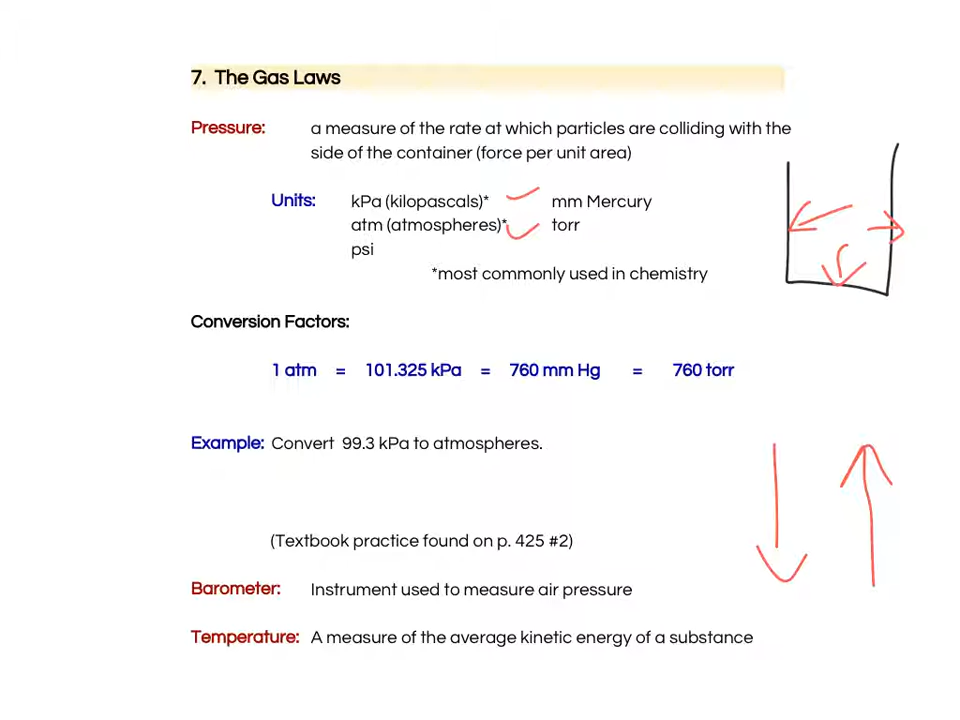 7. The Gas Laws
Pressure: a measure of the rate at which particles are colliding with the
side of the container (force per unit area)
Units: kPa (kilopascals)* mm Mercury
atm (atmospheres)* torr
psi
*most commonly used in chemistry
Conversion Factors:
1 atm = 101.325 kPa = 760 mm Hg = 760 torr
Example: Convert 99.3 kPa to atmospheres.
(Textbook practice found on p. 425 #2)
Barometer: Instrument used to measure air pressure
Temperature: A measure of the average kinetic energy of a substance